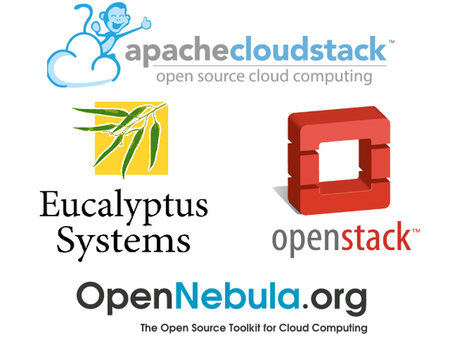 apachecloudstack™
open source cloud computing
Eucalyptus
Systems
openstack™
OpenNebula.org
The Open Source Toolkit for Cloud Computing